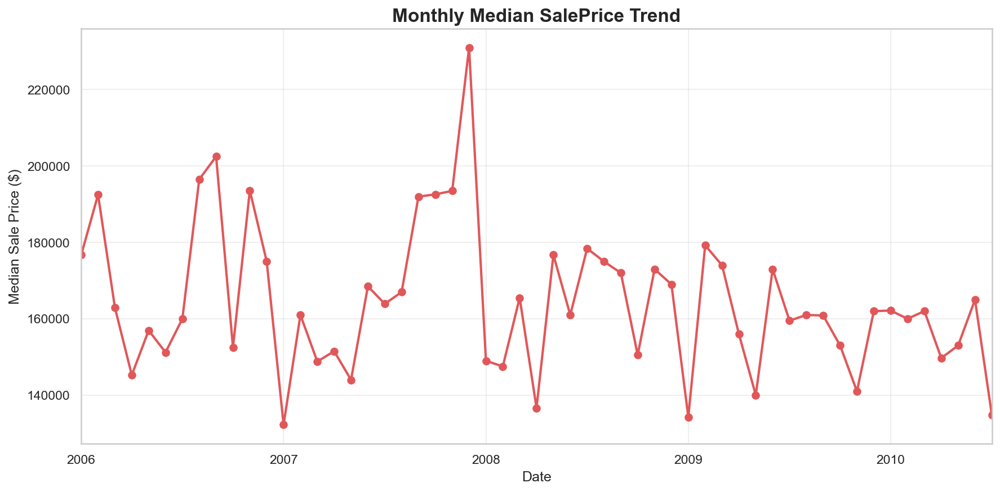 Monthly Median SalePrice Trend
Median Sale Price ($)
220000
200000
180000
160000
140000
2006 2007 2008 2009 2010
Date